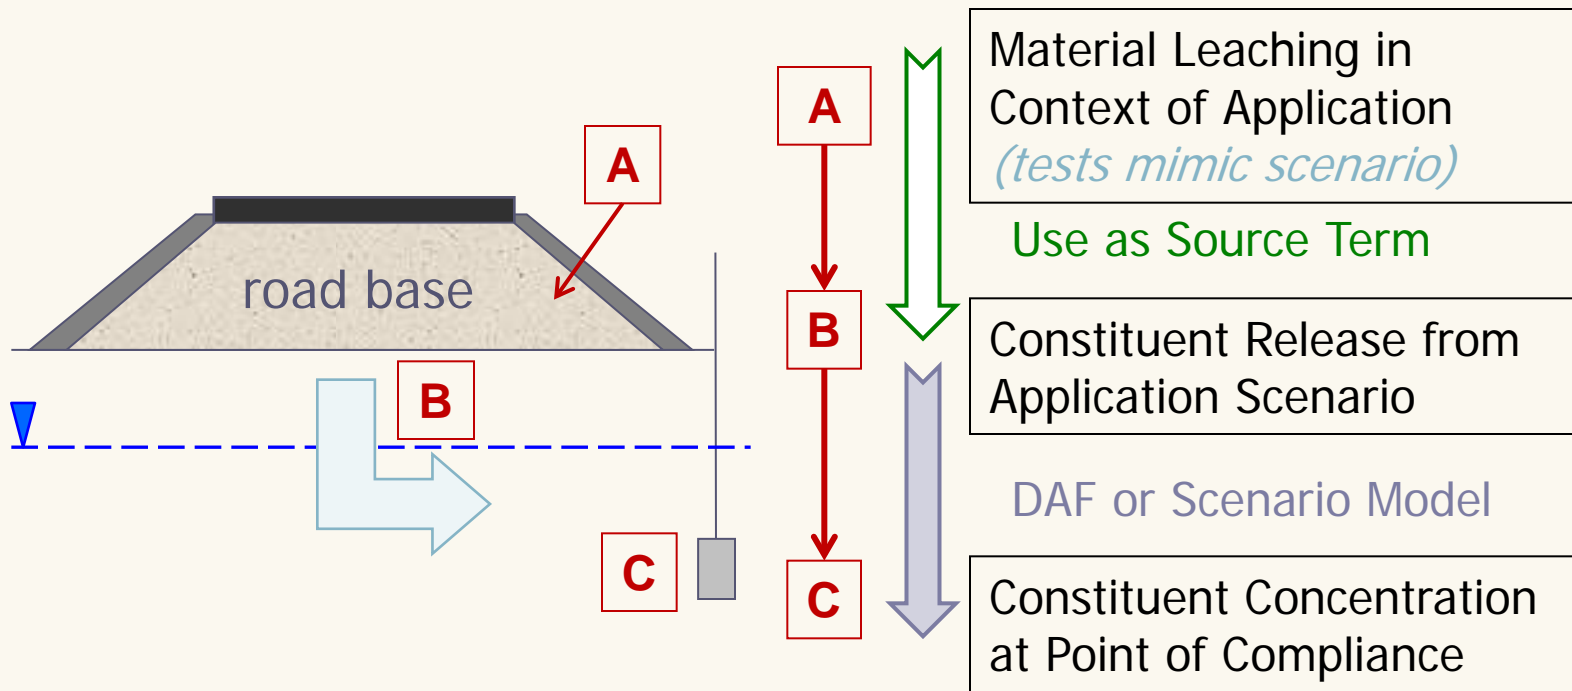 A
road base
B
C
A
B
C
Material Leaching in
Context of Application
(tests mimic scenario)
Use as Source Term
Constituent Release from
Application Scenario
DAF or Scenario Model
Constituent Concentration
at Point of Compliance